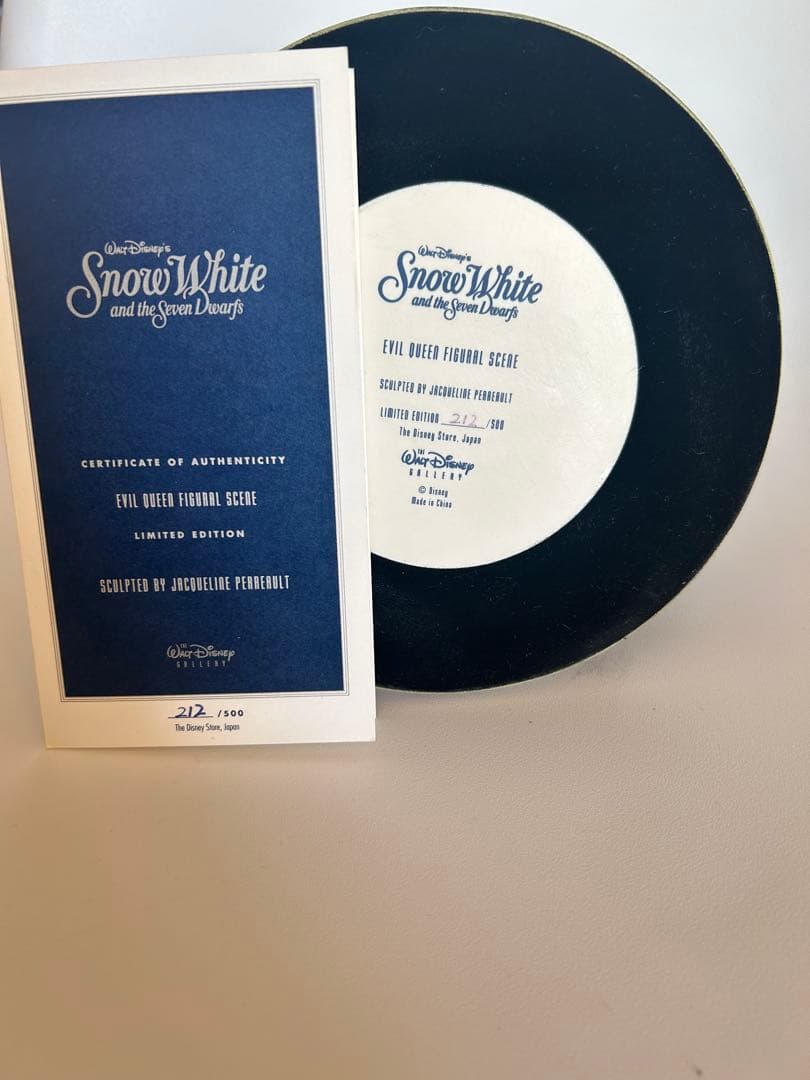 Walt Disney's
Snow White
and the Seven Dwarfs
CERTIFICATE OF AUTHENTICITY
EVIL QUEEN FIGURAL SCENE
LIMITED EDITION
SCULPTED BY JACQUELINE PERREAULT
THE
Walt Disney
GALLERY
212 /500
The Disney Store, Japan
Walt Disney's
Snow White
and the Seven Dwarfs
EVIL QUEEN FIGURAL SCENE
SCULPTED BY JACQUELINE PERREAULT
LIMITED EDITION 212 /500
The Disney Store, Japan
THE
Walt Disney
GALLERY
© Disney
Made in China